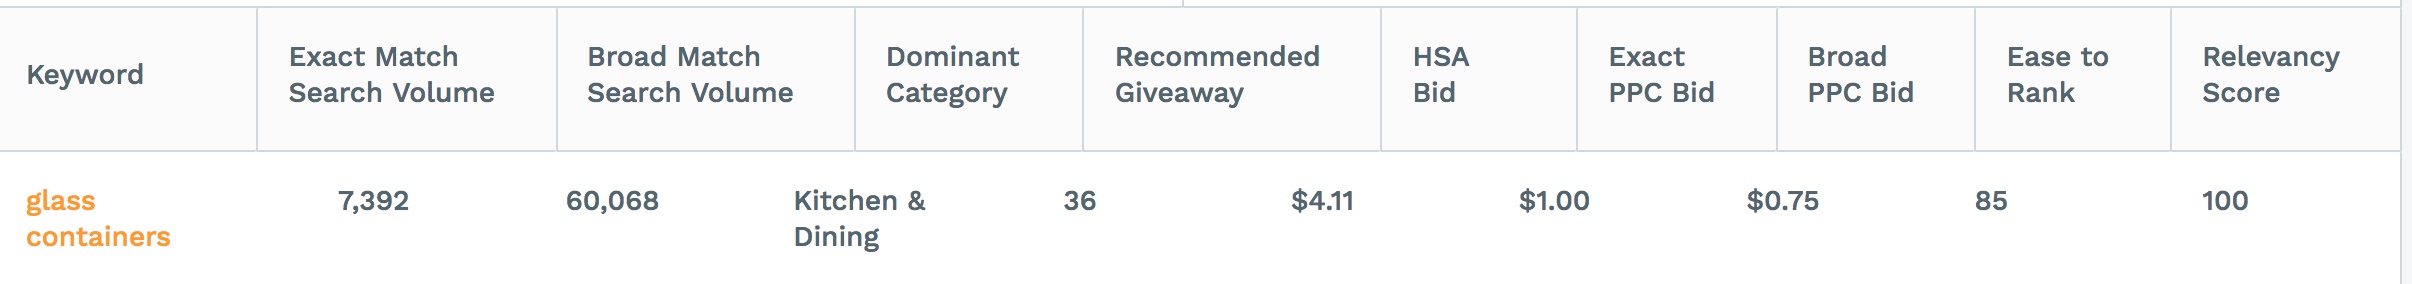 Keyword
Exact Match
Search Volume
Broad Match
Search Volume
Dominant
Category
Recommended
Giveaway
HSA
Bid
Exact
PPC Bid
Broad
PPC Bid
Ease to
Rank
Relevancy
Score
glass
containers
7,392
60,068
Kitchen &
Dining
36
$4.11
$1.00
$0.75
85
100